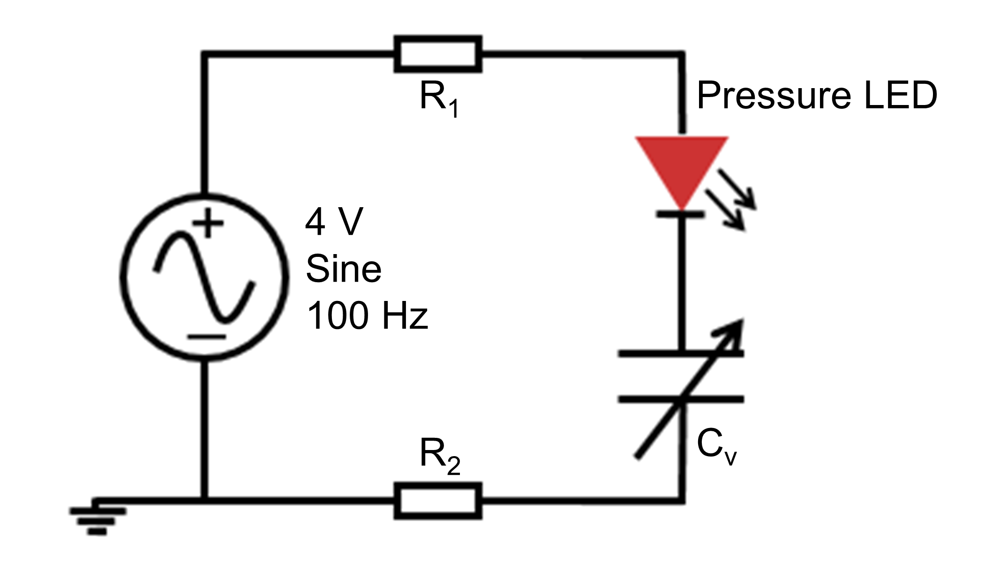 R₁
Pressure LED
+
4 V
Sine
100 Hz
−
R₂
Cᵥ